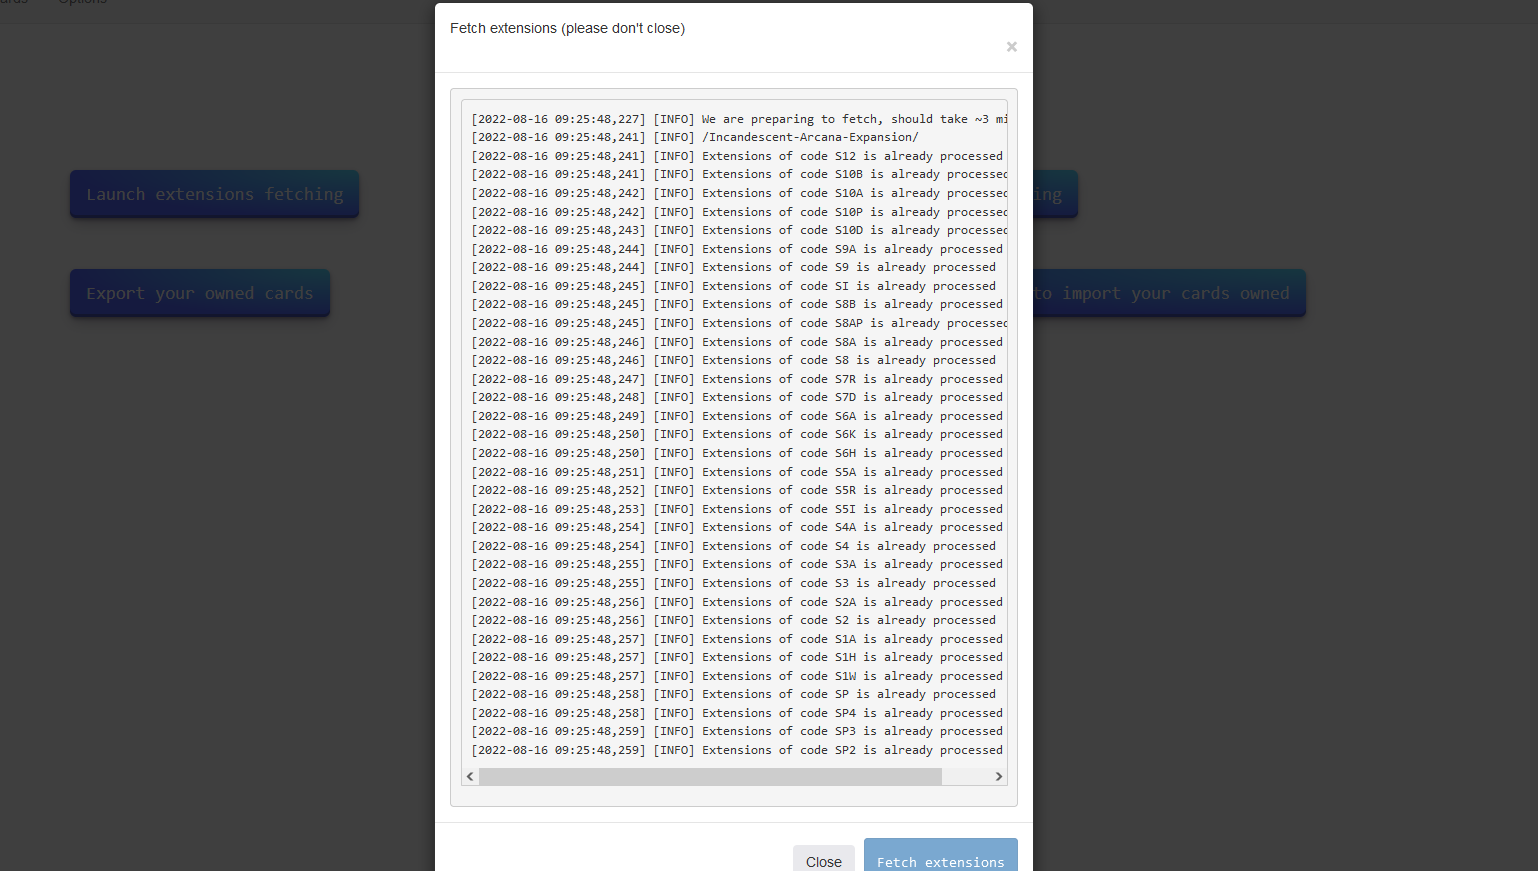 Fetch extensions (please don't close)
×
[2022-08-16 09:25:48,227] [INFO] We are preparing to fetch, should take ~3
[2022-08-16 09:25:48,241] [INFO] /Incandescent-Arcana-Expansion/
[2022-08-16 09:25:48,241] [INFO] Extensions of code S12 is already processed
[2022-08-16 09:25:48,241] [INFO] Extensions of code S10B is already processed
[2022-08-16 09:25:48,242] [INFO] Extensions of code S10A is already processed
[2022-08-16 09:25:48,242] [INFO] Extensions of code S10P is already processed
[2022-08-16 09:25:48,243] [INFO] Extensions of code S10D is already processed
[2022-08-16 09:25:48,244] [INFO] Extensions of code S9A is already processed
[2022-08-16 09:25:48,244] [INFO] Extensions of code S9 is already processed
[2022-08-16 09:25:48,245] [INFO] Extensions of code SI is already processed
[2022-08-16 09:25:48,245] [INFO] Extensions of code S8B is already processed
[2022-08-16 09:25:48,245] [INFO] Extensions of code S8AP is already processed
[2022-08-16 09:25:48,246] [INFO] Extensions of code S8A is already processed
[2022-08-16 09:25:48,246] [INFO] Extensions of code S8 is already processed
[2022-08-16 09:25:48,247] [INFO] Extensions of code S7R is already processed
[2022-08-16 09:25:48,248] [INFO] Extensions of code S7D is already processed
[2022-08-16 09:25:48,249] [INFO] Extensions of code S6A is already processed
[2022-08-16 09:25:48,250] [INFO] Extensions of code S6K is already processed
[2022-08-16 09:25:48,250] [INFO] Extensions of code S6H is already processed
[2022-08-16 09:25:48,251] [INFO] Extensions of code S5A is already processed
[2022-08-16 09:25:48,252] [INFO] Extensions of code S5R is already processed
[2022-08-16 09:25:48,253] [INFO] Extensions of code S5I is already processed
[2022-08-16 09:25:48,254] [INFO] Extensions of code S4A is already processed
[2022-08-16 09:25:48,254] [INFO] Extensions of code S4 is already processed
[2022-08-16 09:25:48,255] [INFO] Extensions of code S3A is already processed
[2022-08-16 09:25:48,255] [INFO] Extensions of code S3 is already processed
[2022-08-16 09:25:48,256] [INFO] Extensions of code S2A is already processed
[2022-08-16 09:25:48,256] [INFO] Extensions of code S2 is already processed
[2022-08-16 09:25:48,257] [INFO] Extensions of code S1A is already processed
[2022-08-16 09:25:48,257] [INFO] Extensions of code S1H is already processed
[2022-08-16 09:25:48,257] [INFO] Extensions of code S1W is already processed
[2022-08-16 09:25:48,258] [INFO] Extensions of code SP is already processed
[2022-08-16 09:25:48,258] [INFO] Extensions of code SP4 is already processed
[2022-08-16 09:25:48,259] [INFO] Extensions of code SP3 is already processed
[2022-08-16 09:25:48,259] [INFO] Extensions of code SP2 is already processed
Launch extensions fetching
Export your owned cards
to import your cards owned
Close
Fetch extensions